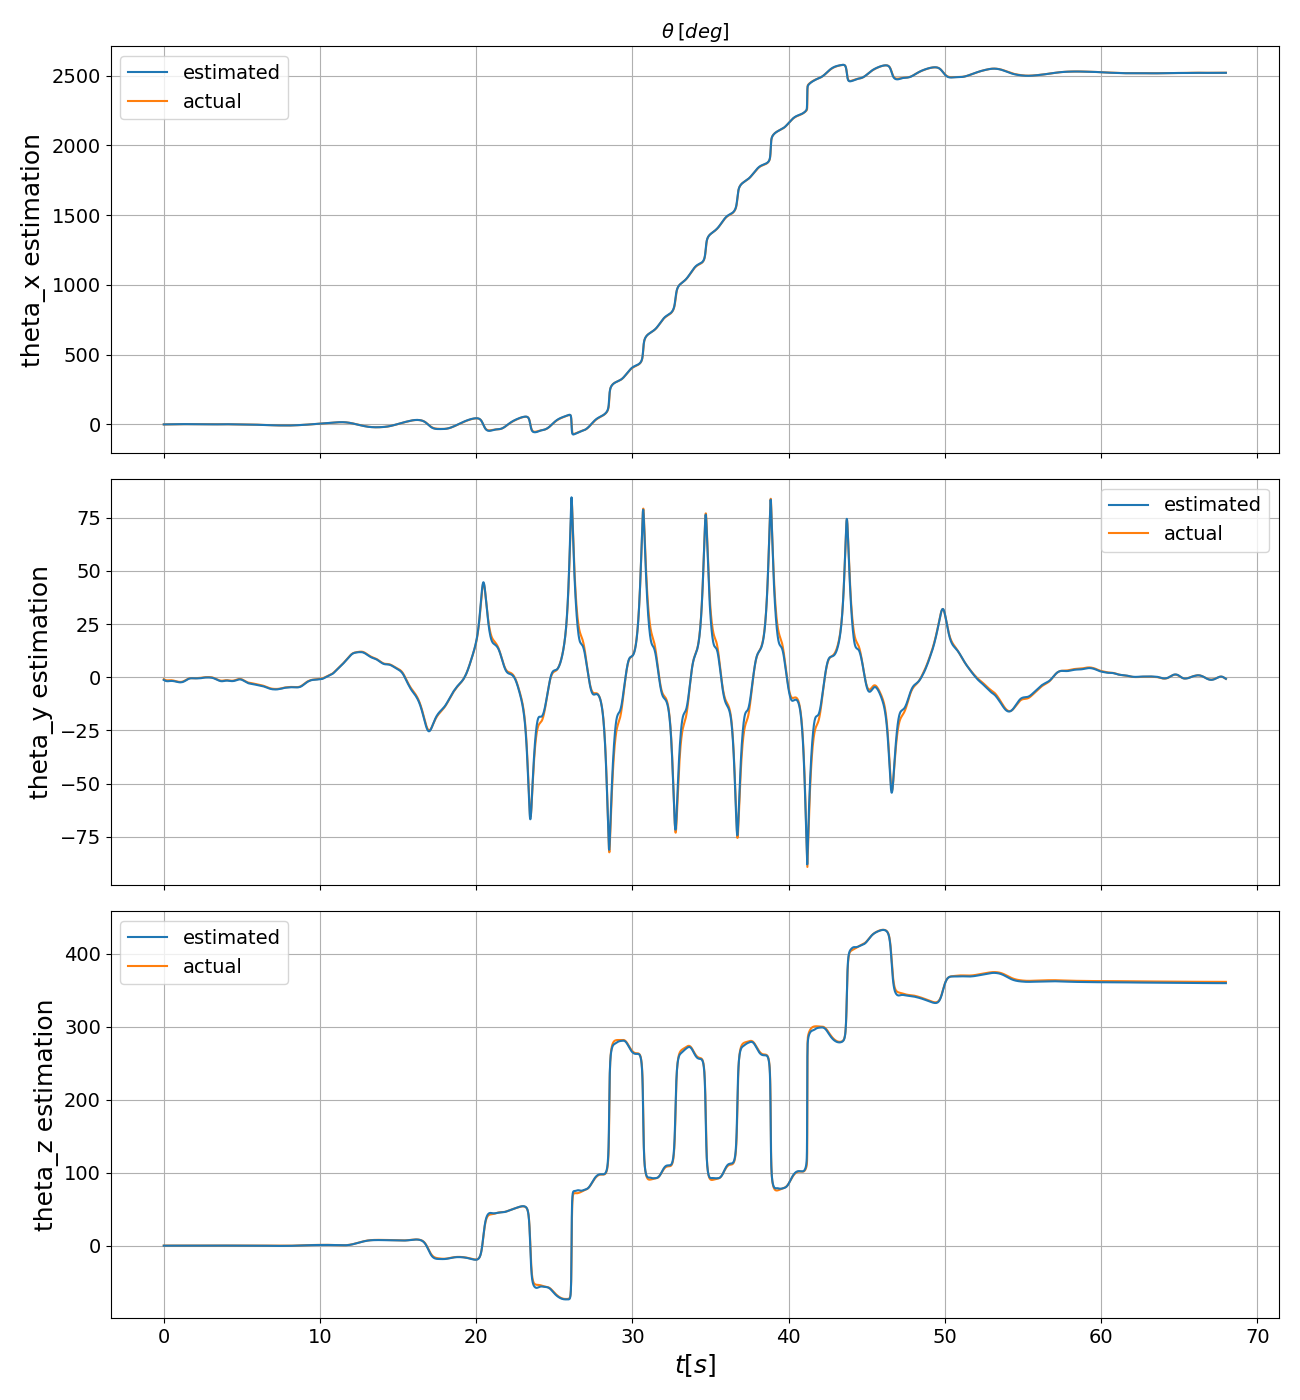 θ [deg]
estimated
actual
theta_x estimation
2500
2000
1500
1000
500
0
estimated
actual
theta_y estimation
75
50
25
0
−25
−50
−75
estimated
actual
theta_z estimation
400
300
200
100
0
0 10 20 30 40 50 60 70
t[s]